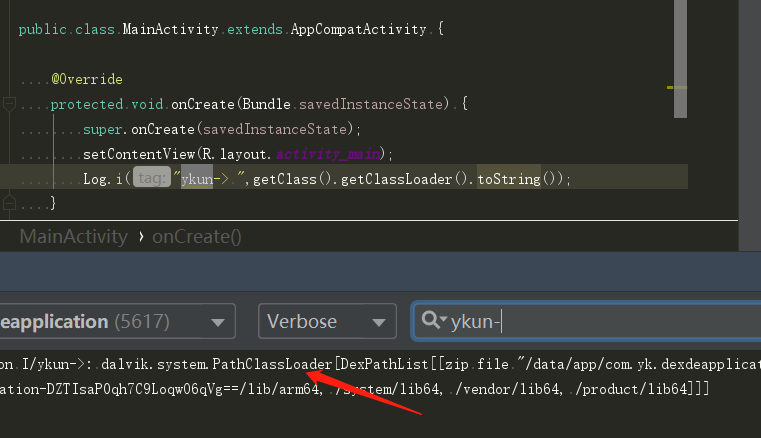 public class MainActivity extends AppCompatActivity {
@Override
protected void onCreate(Bundle savedInstanceState) {
super.onCreate(savedInstanceState);
setContentView(R.layout.activity_main);
Log.i( tag: "ykun-> ",getClass().getClassLoader().toString());
}
MainActivity › onCreate()
eapplication (5617) Verbose ykun-
on I/ykun->: dalvik.system.PathClassLoader[DexPathList[[zip file "/data/app/com.yk.dexdeapplicat
ation-DZTIsaP0qh7C9Loqw06qVg==/lib/arm64, /system/lib64, /vendor/lib64, /product/lib64]]]